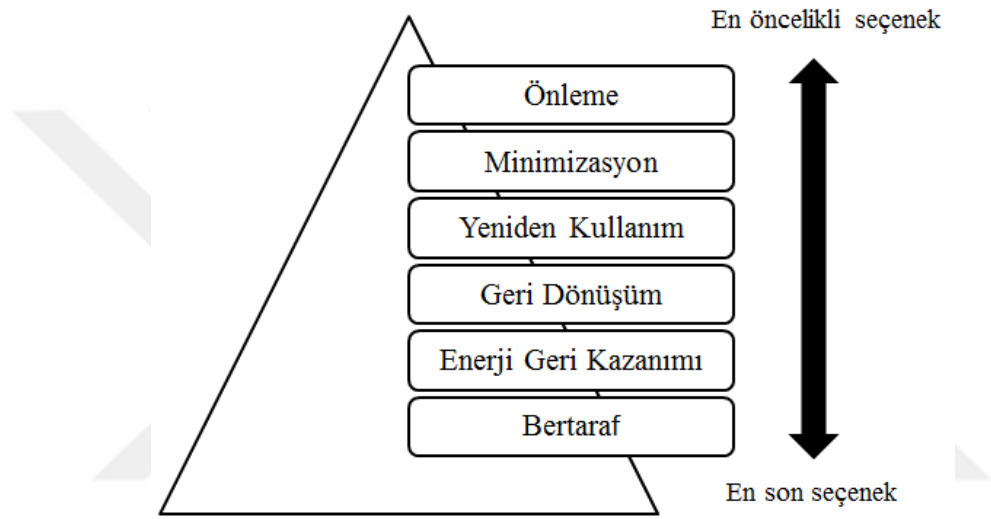 En öncelikli seçenek
Önleme
Minimizasyon
Yeniden Kullanım
Geri Dönüşüm
Enerji Geri Kazanımı
Bertaraf
En son seçenek